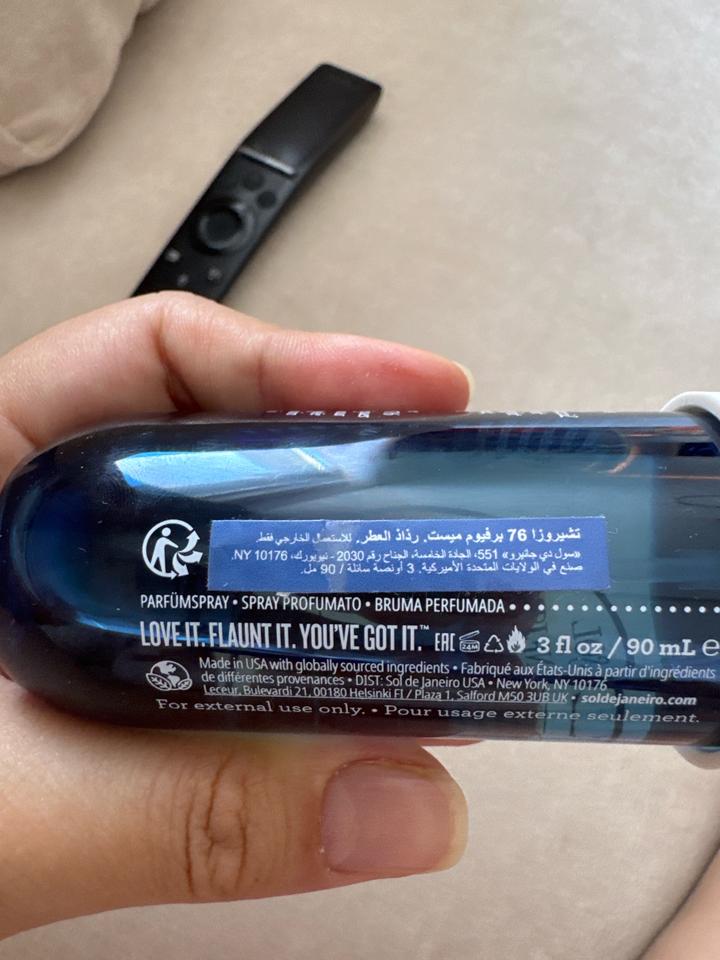 تشيروزا 76 برفيوم ميست. رذاذ العطر. للاستعمال الخارجي فقط.
«سول دي جانيرو» 551، الجادة الخامسة، الجناح رقم 2030 - نيويورك، NY 10176.
صنع في الولايات المتحدة الأميركية. 3 أونصة سائلة / 90 مل.
PARFÜMSPRAY • SPRAY PROFUMATO • BRUMA PERFUMADA
LOVE IT. FLAUNT IT. YOU'VE GOT IT.™ EAC 24M 3 fl oz / 90 mL e
Made in USA with globally sourced ingredients • Fabriqué aux États-Unis à partir d'ingrédients
de différentes provenances • DIST: Sol de Janeiro USA • New York, NY 10176
Leceur, Bulevardi 21, 00180 Helsinki FI / Plaza 1, Salford M50 3UB UK • soldejaneiro.com
For external use only. • Pour usage externe seulement.